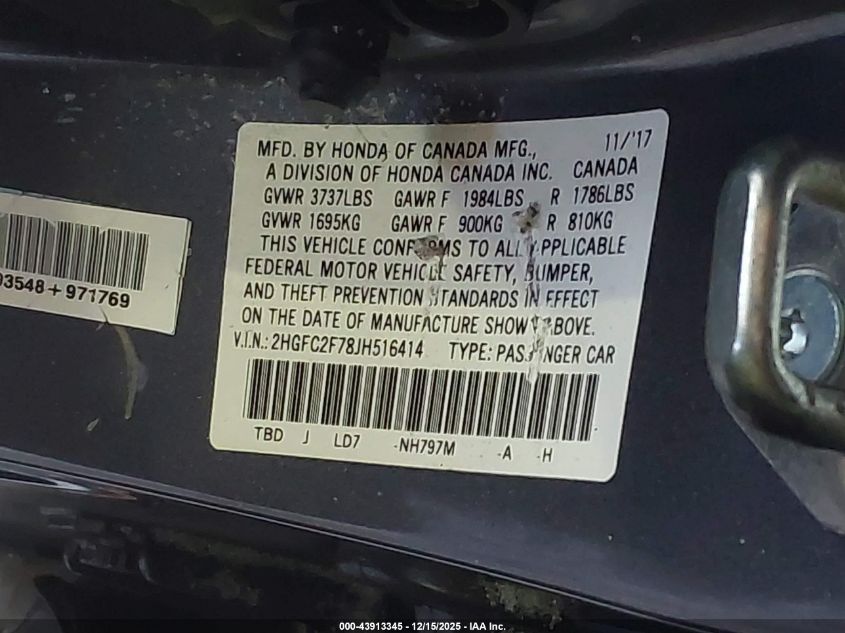 MFD. BY HONDA OF CANADA MFG., 11/'17
A DIVISION OF HONDA CANADA INC. CANADA
GVWR 3737LBS GAWR F 1984LBS R 1786LBS
GVWR 1695KG GAWR F 900KG R 810KG
THIS VEHICLE CONFORMS TO ALL APPLICABLE
FEDERAL MOTOR VEHICLE SAFETY, BUMPER,
AND THEFT PREVENTION STANDARDS IN EFFECT
ON THE DATE OF MANUFACTURE SHOWN ABOVE.
V.I.N.: 2HGFC2F78JH516414 TYPE: PASSENGER CAR
TBD J LD7 -NH797M -A -H
03548+971769
000-43913345 - 12/15/2025 - IAA Inc.